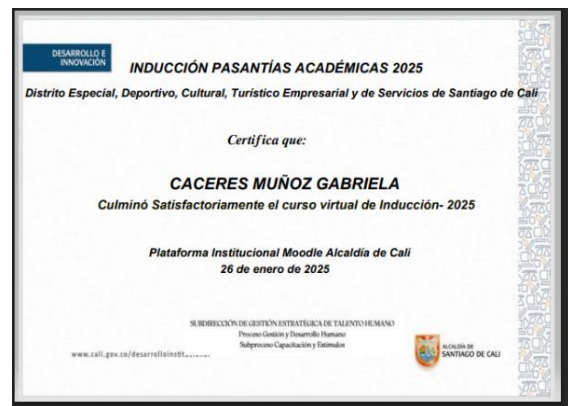 DESARROLLO E
INNOVACIÓN
INDUCCIÓN PASANTÍAS ACADÉMICAS 2025
Distrito Especial, Deportivo, Cultural, Turístico Empresarial y de Servicios de Santiago de Cali
Certifica que:
CACERES MUÑOZ GABRIELA
Culminó Satisfactoriamente el curso virtual de Inducción- 2025
Plataforma Institucional Moodle Alcaldía de Cali
26 de enero de 2025
SUBDIRECCIÓN DE GESTIÓN ESTRATÉGICA DE TALENTO HUMANO
Proceso Gestión y Desarrollo Humano
Subproceso Capacitación y Estímulos
ALCALDÍA DE
SANTIAGO DE CALI